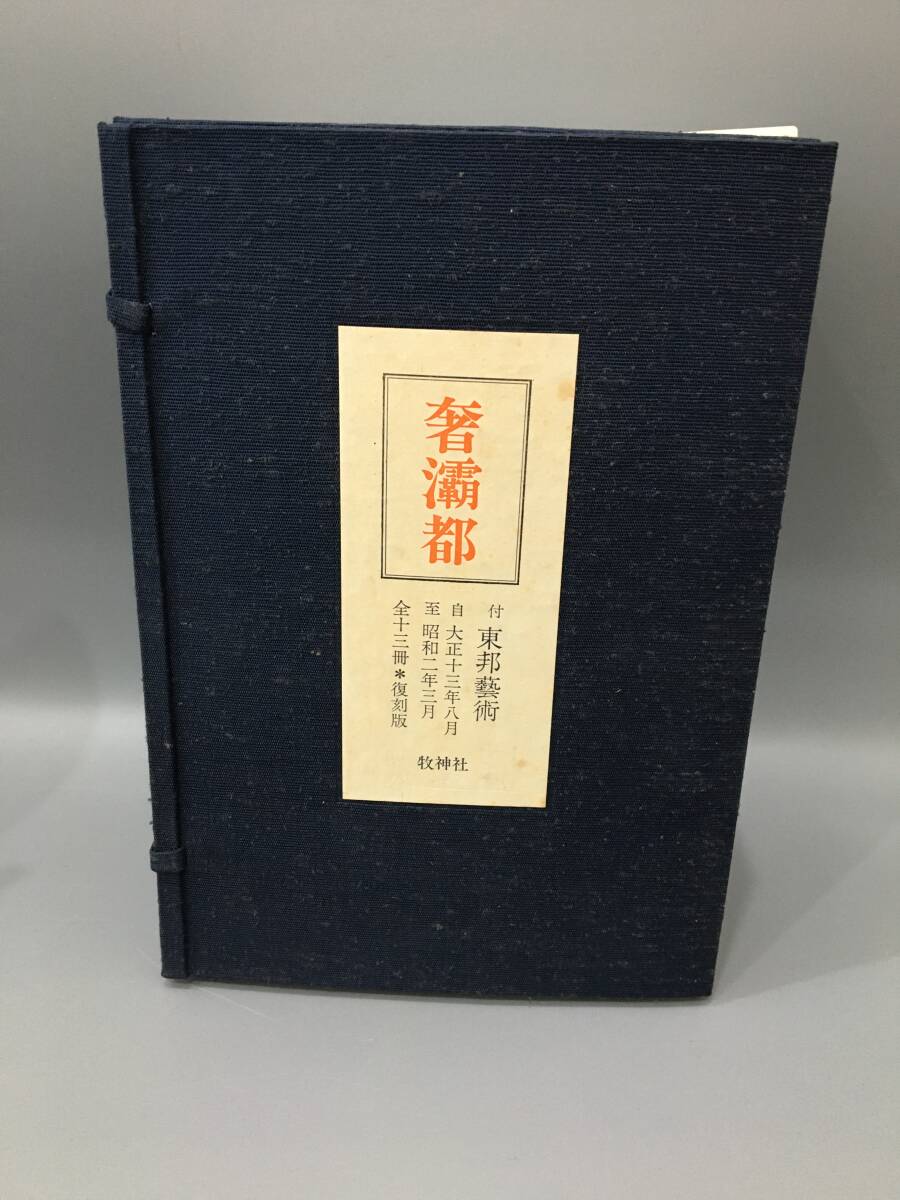 奢灞都
付 東邦藝術
自 大正十三年八月
至 昭和二年三月
全十三冊＊復刻版
牧神社